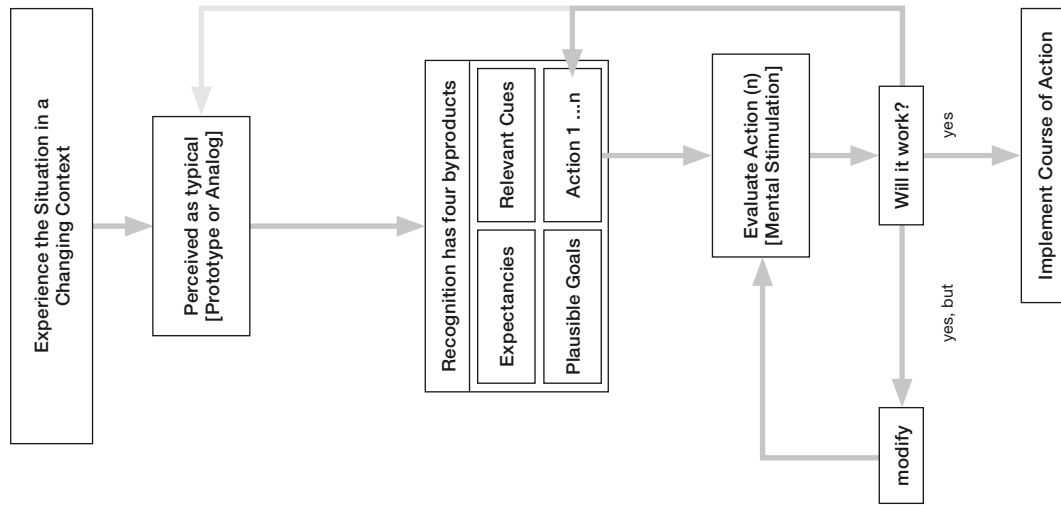 Experience the Situation in a
Changing Context
Perceived as typical
[Prototype or Analog]
Recognition has four byproducts
Expectancies
Relevant Cues
Plausible Goals
Action 1 ...n
Evaluate Action (n)
[Mental Stimulation]
Will it work?
yes
yes, but
modify
Implement Course of Action